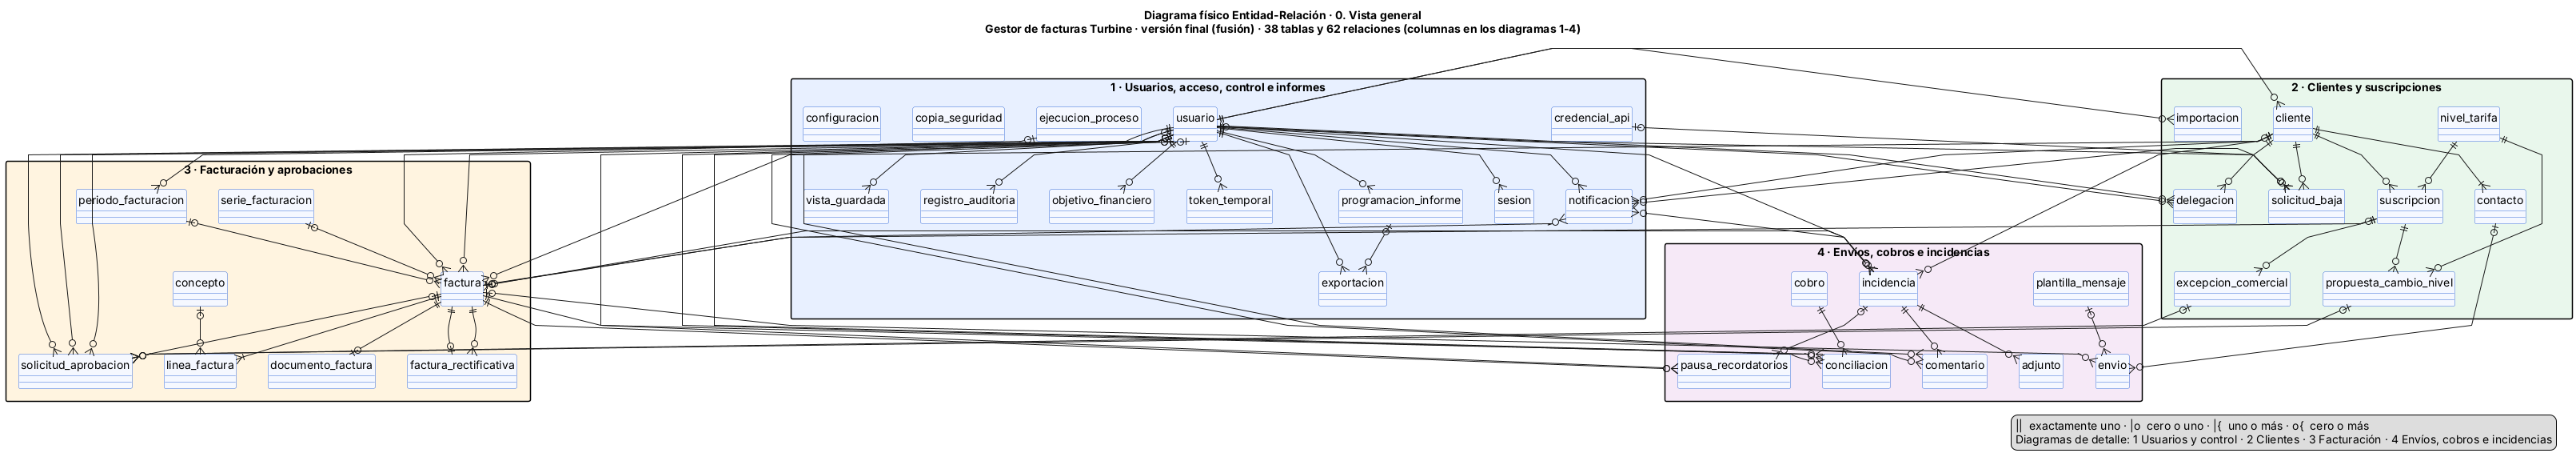 Diagrama físico Entidad-Relación · 0. Vista general
Gestor de facturas Turbine · versión final (fusión) · 38 tablas y 62 relaciones (columnas en los diagramas 1-4)
1 · Usuarios, acceso, control e informes
configuracion
copia_seguridad
ejecucion_proceso
usuario
credencial_api
vista_guardada
registro_auditoria
objetivo_financiero
token_temporal
programacion_informe
sesion
notificacion
exportacion
2 · Clientes y suscripciones
importacion
cliente
nivel_tarifa
delegacion
solicitud_baja
suscripcion
contacto
excepcion_comercial
propuesta_cambio_nivel
3 · Facturación y aprobaciones
periodo_facturacion
serie_facturacion
concepto
factura
solicitud_aprobacion
linea_factura
documento_factura
factura_rectificativa
4 · Envíos, cobros e incidencias
cobro
incidencia
plantilla_mensaje
pausa_recordatorios
conciliacion
comentario
adjunto
envio
|| exactamente uno · |o cero o uno · |{ uno o más · o{ cero o más
Diagramas de detalle: 1 Usuarios y control · 2 Clientes · 3 Facturación · 4 Envíos, cobros e incidencias